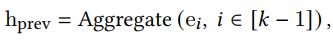 h_prev = Aggregate (e_i, i ∈ [k − 1]),